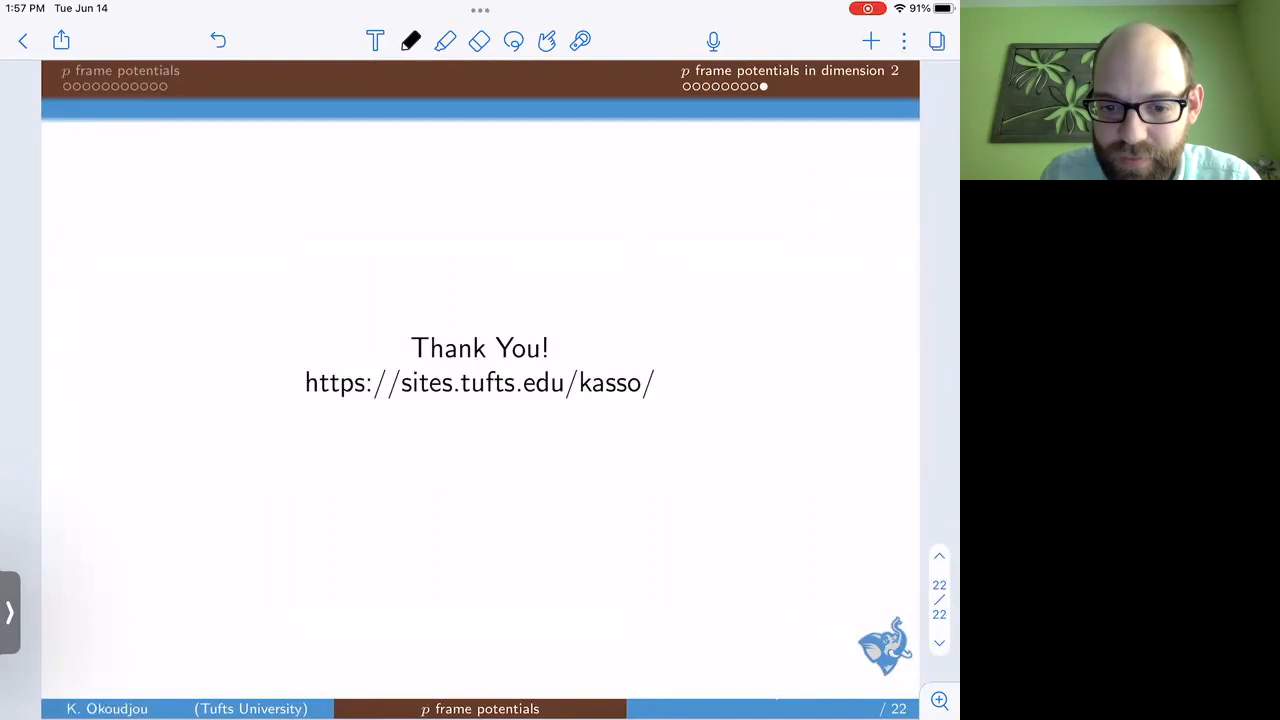 1:57 PM Tue Jun 14
91%
p frame potentials
p frame potentials in dimension 2
Thank You!
https://sites.tufts.edu/kasso/
22
/
22
K. Okoudjou (Tufts University)
p frame potentials
/ 22